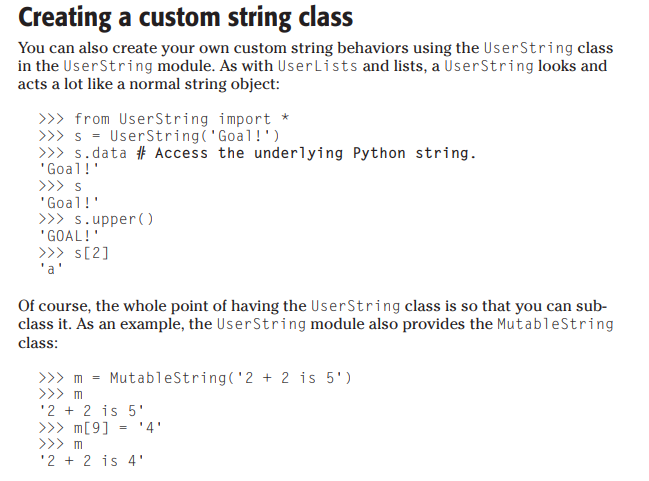 Creating a custom string class
You can also create your own custom string behaviors using the UserString class
in the UserString module. As with UserLists and lists, a UserString looks and
acts a lot like a normal string object:
>>> from UserString import *
>>> s = UserString('Goal!')
>>> s.data # Access the underlying Python string.
'Goal!'
>>> s
'Goal!'
>>> s.upper()
'GOAL!'
>>> s[2]
'a'
Of course, the whole point of having the UserString class is so that you can sub-
class it. As an example, the UserString module also provides the MutableString
class:
>>> m = MutableString('2 + 2 is 5')
>>> m
'2 + 2 is 5'
>>> m[9] = '4'
>>> m
'2 + 2 is 4'